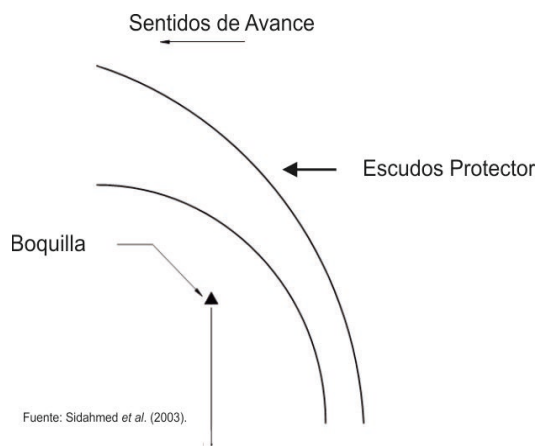 Sentidos de Avance
Escudos Protector
Boquilla
Fuente: Sidahmed et al. (2003).